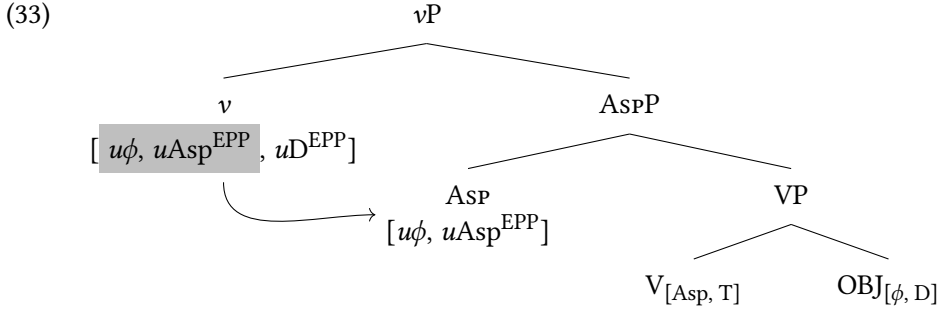 (33)
vP
v AspP
[ uϕ, uAsp^EPP , uD^EPP]
Asp VP
[uϕ, uAsp^EPP]
V[Asp, T] OBJ[ϕ, D]